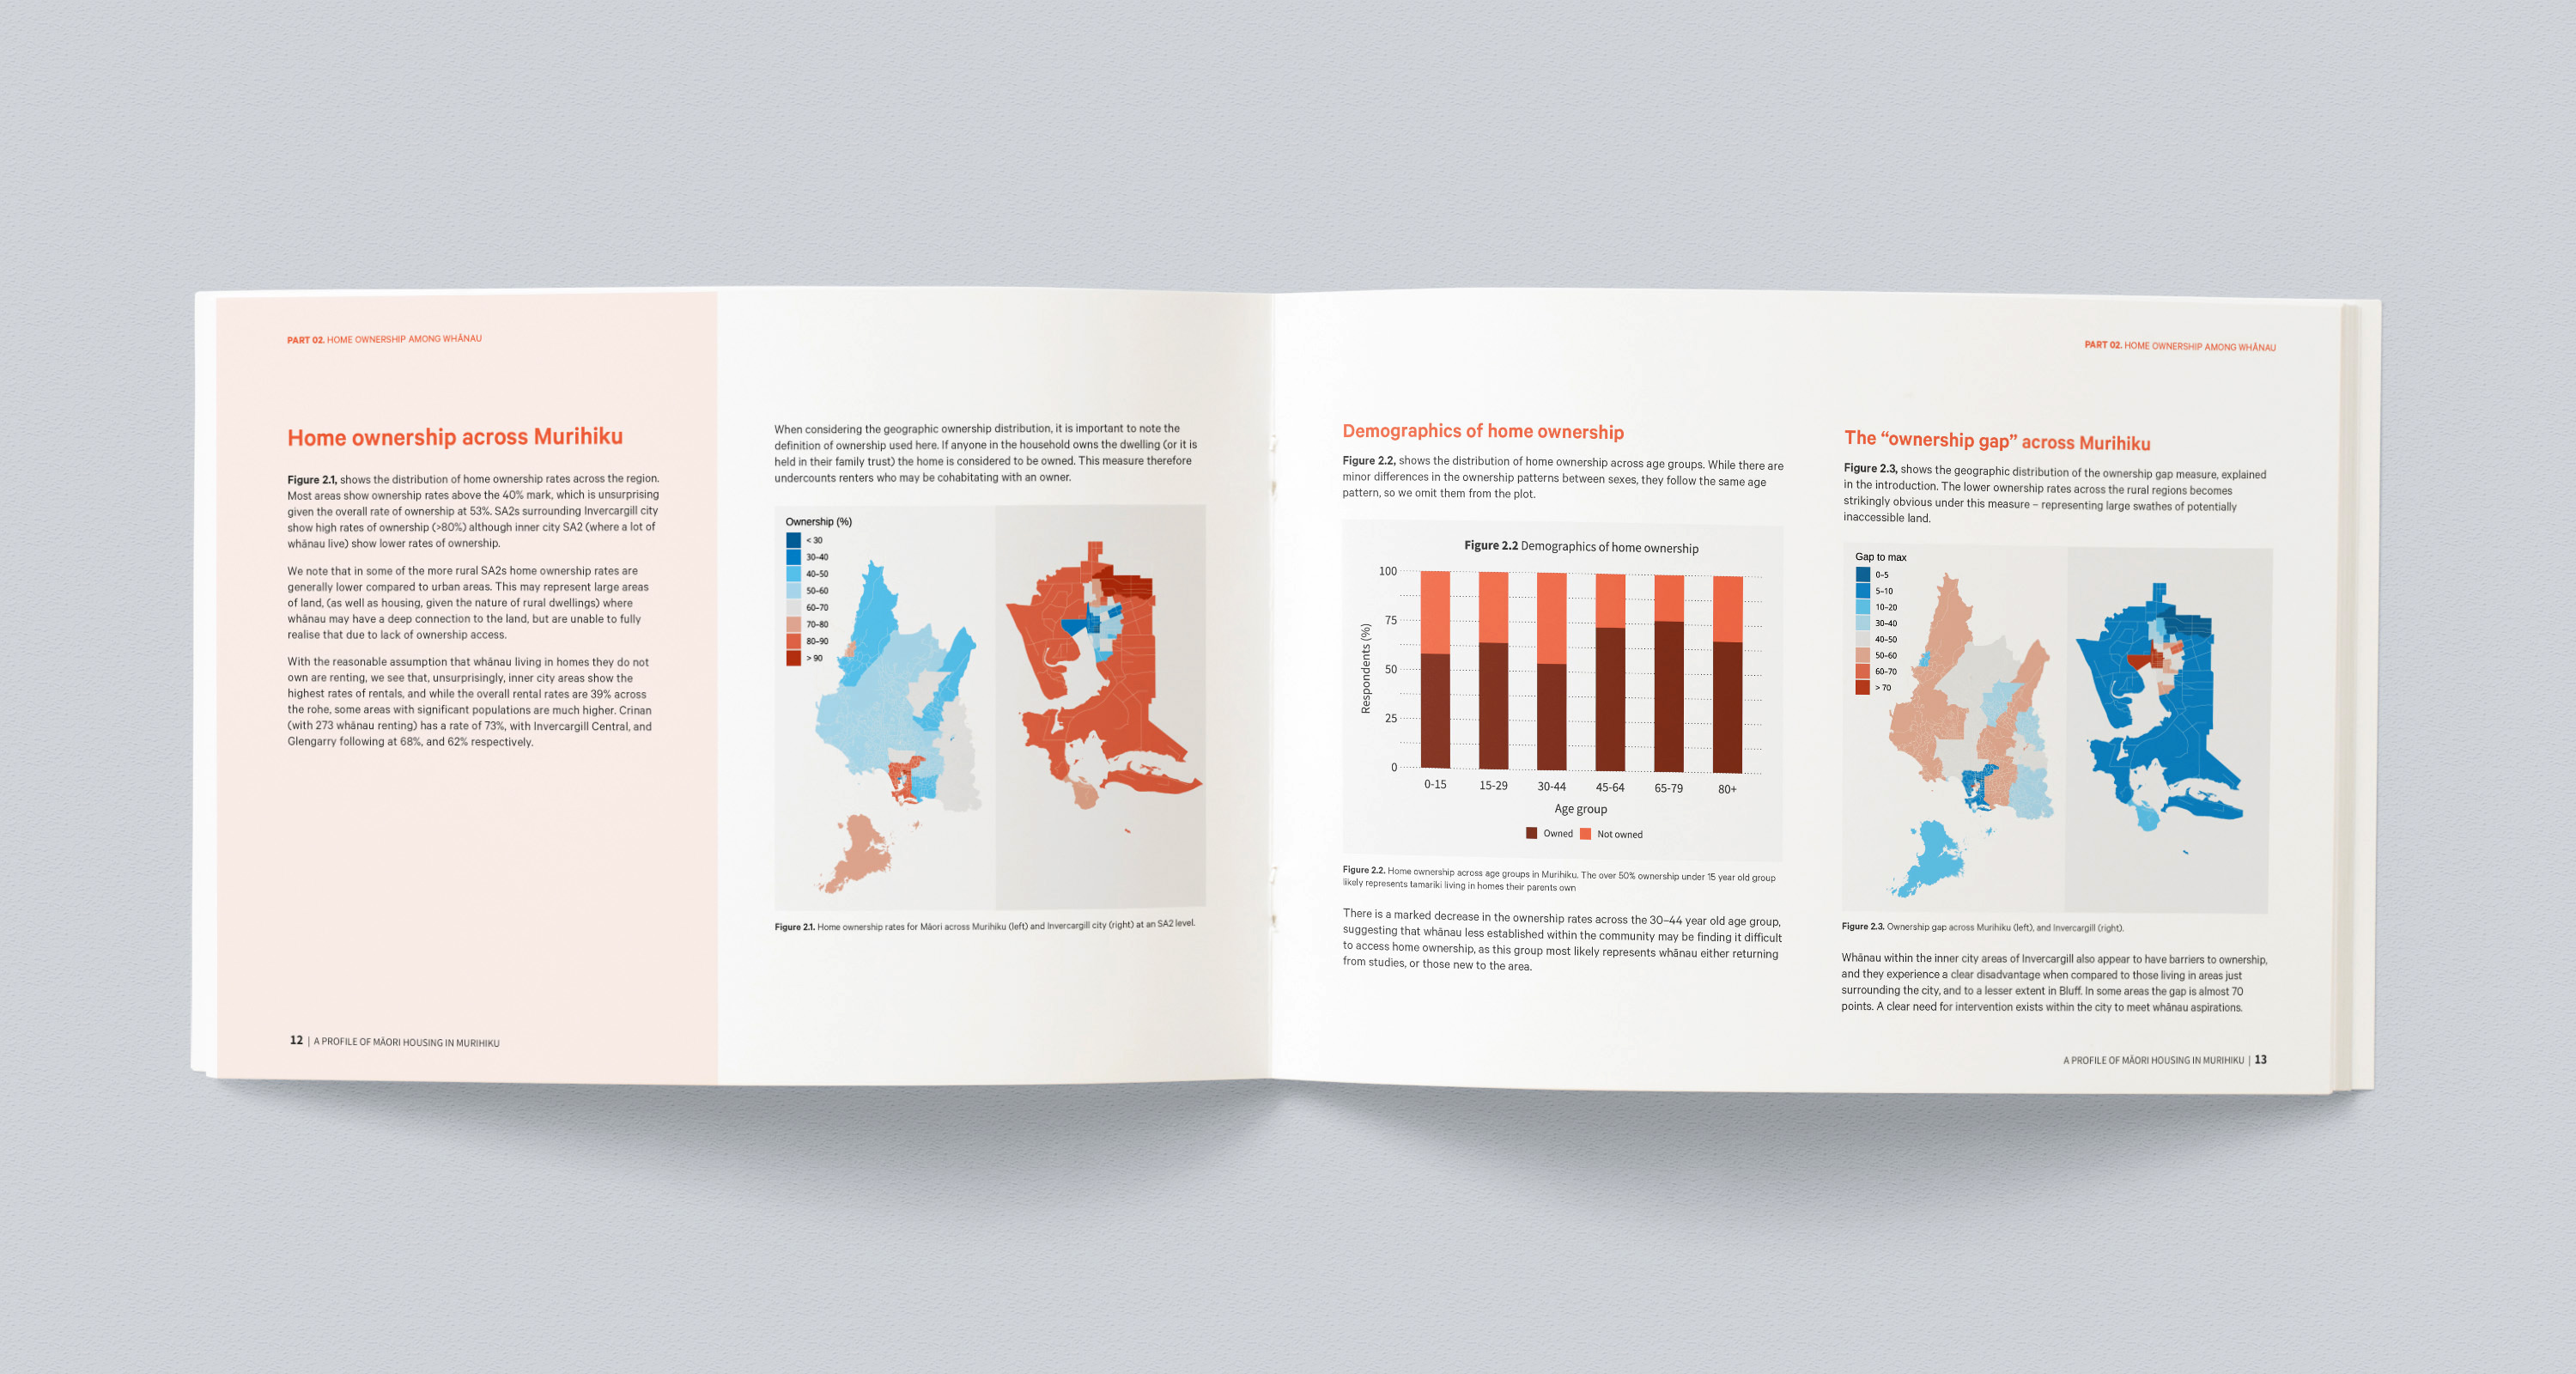 PART 02. HOME OWNERSHIP AMONG WHĀNAU
Home ownership across Murihiku
Figure 2.1, shows the distribution of home ownership rates across the region.
Most areas show ownership rates above the 40% mark, which is unsurprising
given the overall rate of ownership at 53%. SA2s surrounding Invercargill city
show high rates of ownership (>80%) although inner city SA2 (where a lot of
whānau live) show lower rates of ownership.
We note that in some of the more rural SA2s home ownership rates are
generally lower compared to urban areas. This may represent large areas
of land, (as well as housing, given the nature of rural dwellings) where
whānau may have a deep connection to the land, but are unable to fully
realise that due to lack of ownership access.
With the reasonable assumption that whānau living in homes they do not
own are renting, we see that, unsurprisingly, inner city areas show the
highest rates of rentals, and while the overall rental rates are 39% across
the rohe, some areas with significant populations are much higher. Crinan
(with 273 whānau renting) has a rate of 73%, with Invercargill Central, and
Glengarry following at 68%, and 62% respectively.
12 | A PROFILE OF MĀORI HOUSING IN MURIHIKU
When considering the geographic ownership distribution, it is important to note the
definition of ownership used here. If anyone in the household owns the dwelling (or it is
held in their family trust) the home is considered to be owned. This measure therefore
undercounts renters who may be cohabitating with an owner.
Ownership (%)
< 30
30–40
40–50
50–60
60–70
70–80
80–90
> 90
Figure 2.1. Home ownership rates for Māori across Murihiku (left) and Invercargill city (right) at an SA2 level.
Demographics of home ownership
Figure 2.2, shows the distribution of home ownership across age groups. While there are
minor differences in the ownership patterns between sexes, they follow the same age
pattern, so we omit them from the plot.
Figure 2.2 Demographics of home ownership
Respondents (%)
100
75
50
25
0
0-15 15-29 30-44 45-64 65-79 80+
Age group
Owned Not owned
Figure 2.2. Home ownership across age groups in Murihiku. The over 50% ownership under 15 year old group
likely represents tamariki living in homes their parents own
There is a marked decrease in the ownership rates across the 30–44 year old age group,
suggesting that whānau less established within the community may be finding it difficult
to access home ownership, as this group most likely represents whānau either returning
from studies, or those new to the area.
PART 02. HOME OWNERSHIP AMONG WHĀNAU
The “ownership gap” across Murihiku
Figure 2.3, shows the geographic distribution of the ownership gap measure, explained
in the introduction. The lower ownership rates across the rural regions becomes
strikingly obvious under this measure – representing large swathes of potentially
inaccessible land.
Gap to max
0–5
5–10
10–20
30–40
40–50
50–60
60–70
> 70
Figure 2.3. Ownership gap across Murihiku (left), and Invercargill (right).
Whānau within the inner city areas of Invercargill also appear to have barriers to ownership,
and they experience a clear disadvantage when compared to those living in areas just
surrounding the city, and to a lesser extent in Bluff. In some areas the gap is almost 70
points. A clear need for intervention exists within the city to meet whānau aspirations.
A PROFILE OF MĀORI HOUSING IN MURIHIKU | 13